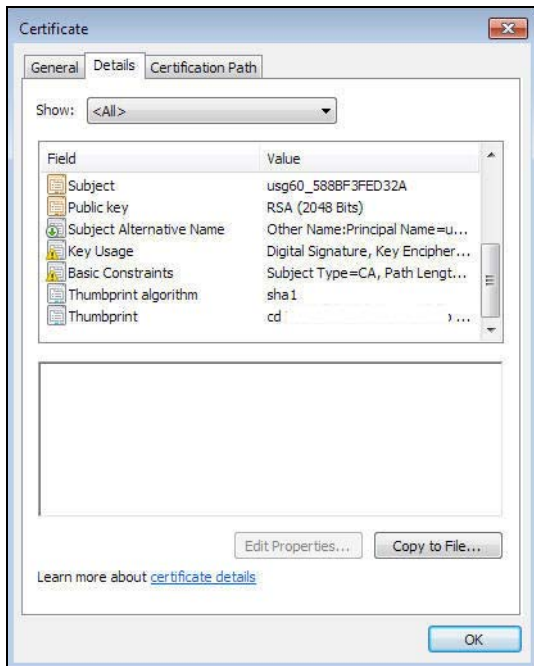 Certificate
General Details Certification Path
Show: <All>
Field Value
Subject usg60_588BF3FED32A
Public key RSA (2048 Bits)
Subject Alternative Name Other Name:Principal Name=u...
Key Usage Digital Signature, Key Encipher...
Basic Constraints Subject Type=CA, Path Lengt...
Thumbprint algorithm sha1
Thumbprint cd ...
Edit Properties... Copy to File...
Learn more about certificate details
OK